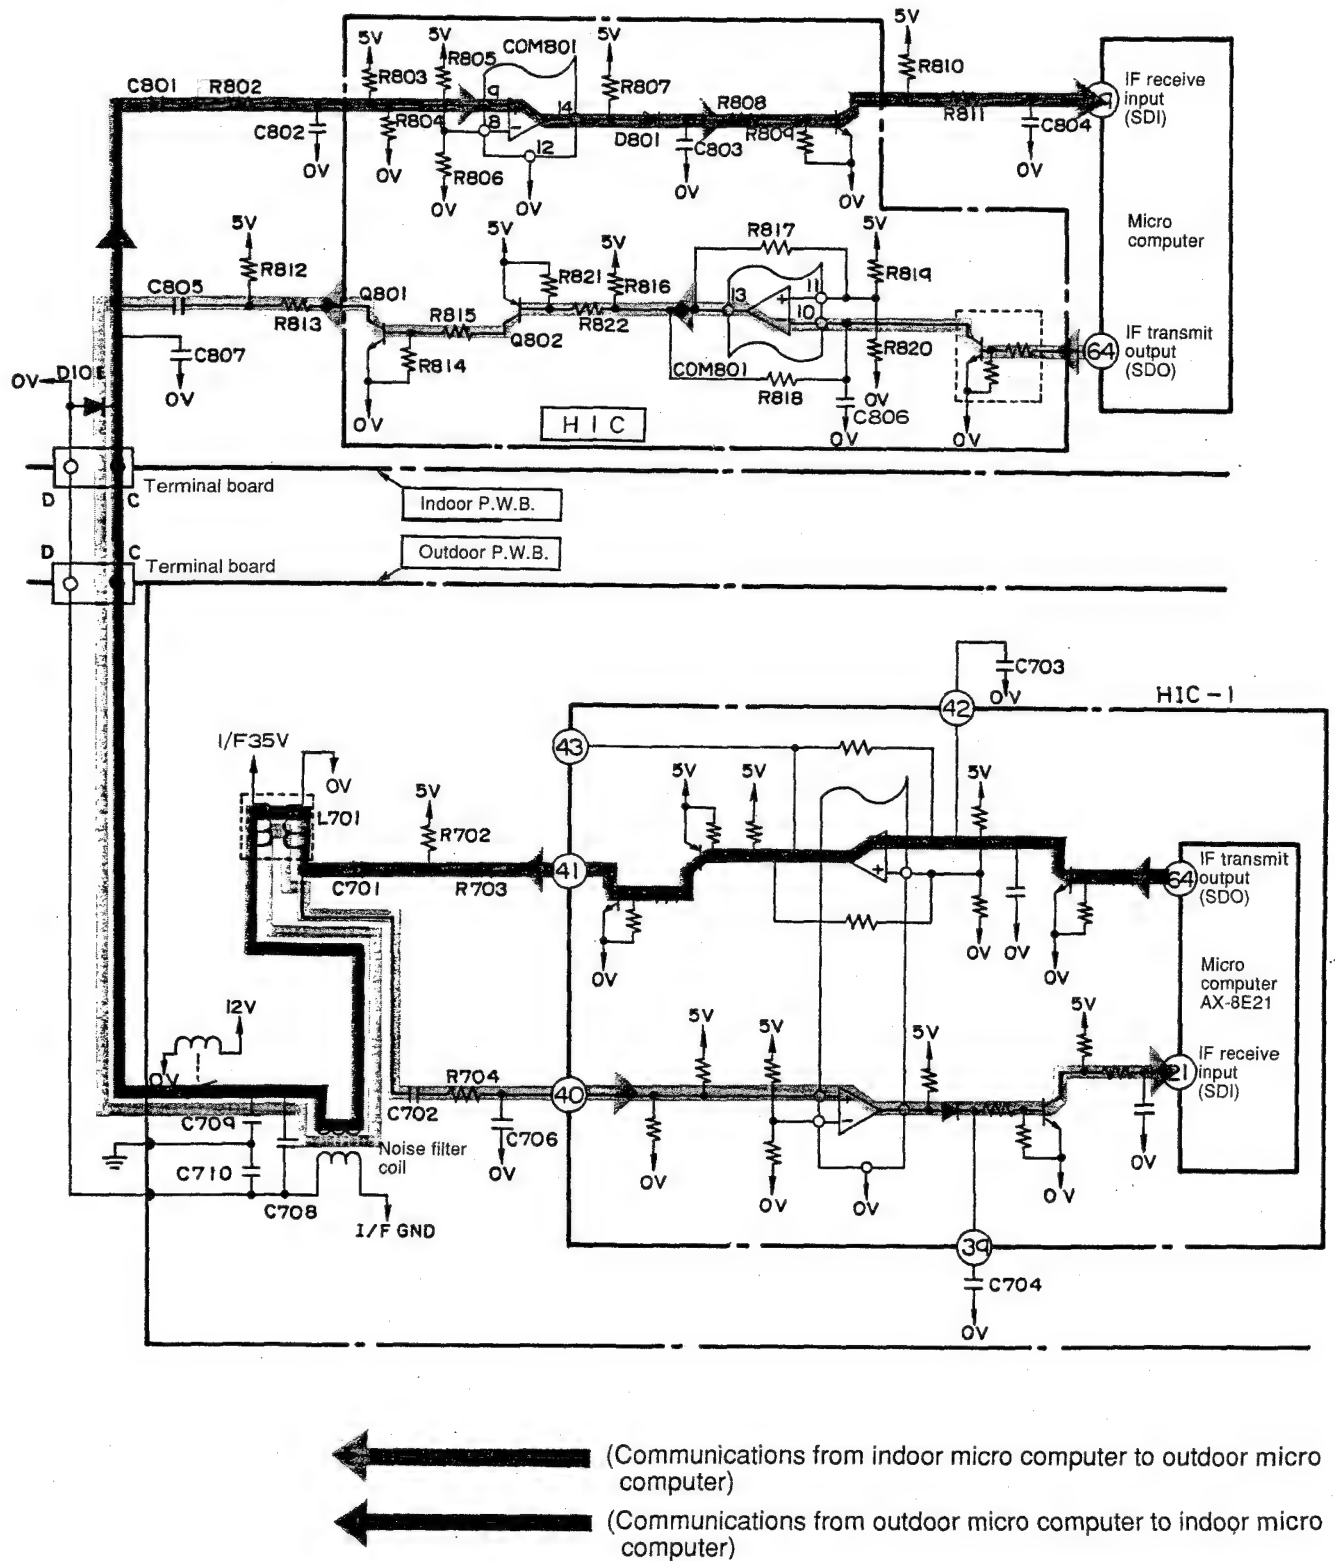 5V
5V
5V
5V
5V
C801
R802
R803
R805
COM801
R807
R810
R808
IF receive
input
(SDI)
C802
R804
9
8
14
12
D801
C803
R809
R811
C804
R806
0V
0V
0V
0V
0V
0V
0V
0V
Micro
computer
5V
5V
5V
5V
R817
R812
R821
R816
R819
C805
Q801
13
11
10
R813
R815
R822
R820
IF transmit
output
(SDO)
64
C807
Q802
R814
COM801
R818
C806
0V
0V
0V
0V
0V
0V
HIC
D
C
Terminal board
Indoor P.W.B.
D
C
Terminal board
Outdoor P.W.B.
C703
0V
HIC-1
42
I/F35V
0V
43
5V
5V
5V
5V
L701
R702
C701
R703
41
IF transmit
output
(SDO)
64
0V
0V
0V
0V
Micro
computer
AX-8E21
12V
0V
5V
5V
5V
5V
R704
C702
40
IF receive
input
(SDI)
21
C709
C706
0V
Noise filter
coil
C710
C708
I/F GND
0V
0V
0V
0V
0V
39
C704
0V
(Communications from indoor micro computer to outdoor micro
computer)
(Communications from outdoor micro computer to indoor micro
computer)